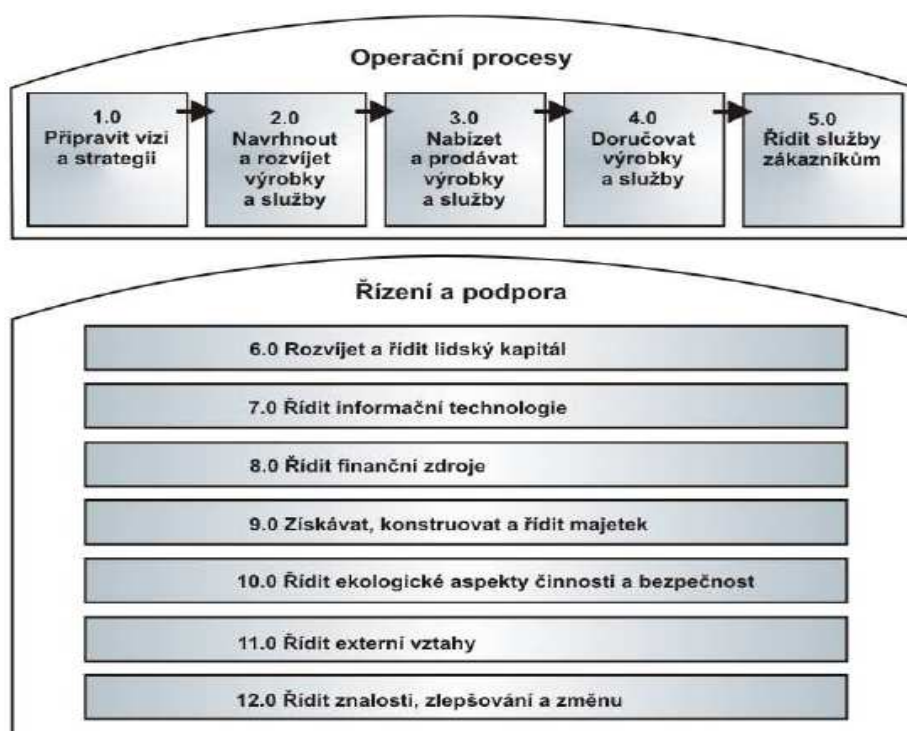 Operační procesy
1.0
Připravit vizi
a strategii
2.0
Navrhnout
a rozvíjet
výrobky
a služby
3.0
Nabízet
a prodávat
výrobky
a služby
4.0
Doručovat
výrobky
a služby
5.0
Řídit služby
zákazníkům
Řízení a podpora
6.0 Rozvíjet a řídit lidský kapitál
7.0 Řídit informační technologie
8.0 Řídit finanční zdroje
9.0 Získávat, konstruovat a řídit majetek
10.0 Řídit ekologické aspekty činnosti a bezpečnost
11.0 Řídit externí vztahy
12.0 Řídit znalosti, zlepšování a změnu